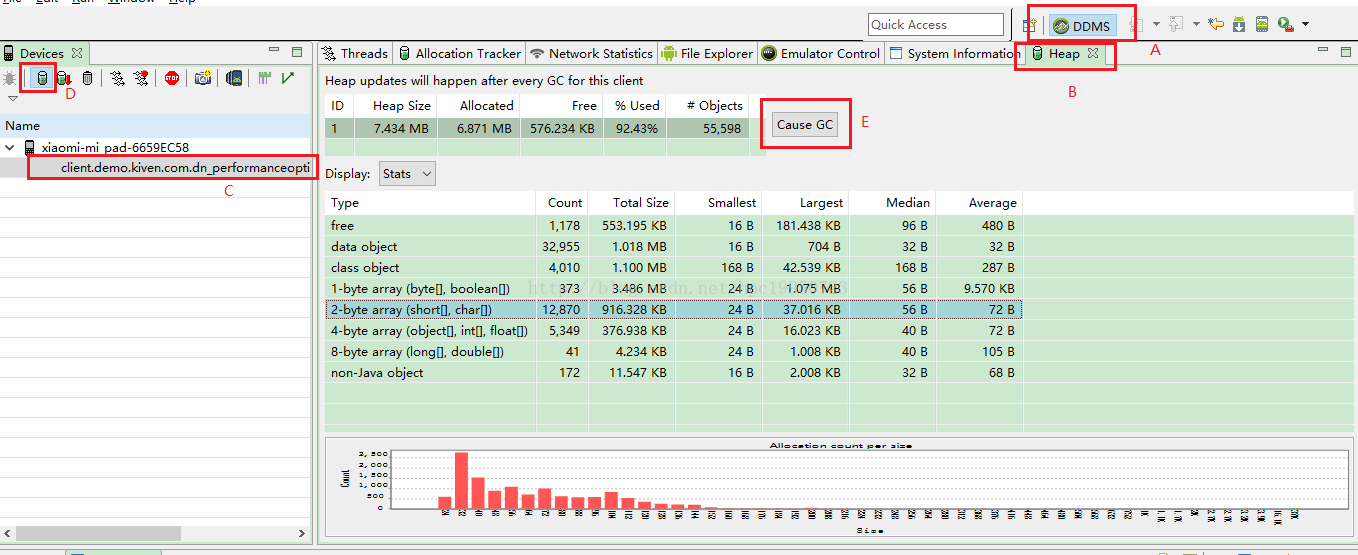 File Edit Run Window Help
Quick Access
DDMS
A
Devices
Threads
Allocation Tracker
Network Statistics
File Explorer
Emulator Control
System Information
Heap
B
D
Name
xiaomi-mi pad-6659EC58
client.demo.kiven.com.dn_performanceopti
C
Heap updates will happen after every GC for this client
ID Heap Size Allocated Free % Used # Objects
1 7.434 MB 6.871 MB 576.234 KB 92.43% 55,598
Cause GC
E
Display: Stats
Type Count Total Size Smallest Largest Median Average
free 1,178 553.195 KB 16 B 181.438 KB 96 B 480 B
data object 32,955 1.018 MB 16 B 704 B 32 B 32 B
class object 4,010 1.100 MB 168 B 42.539 KB 168 B 287 B
1-byte array (byte[], boolean[]) 373 3.486 MB 24 B 1.075 MB 56 B 9.570 KB
2-byte array (short[], char[]) 12,870 916.328 KB 24 B 37.016 KB 56 B 72 B
4-byte array (object[], int[], float[]) 5,349 376.938 KB 24 B 16.023 KB 40 B 72 B
8-byte array (long[], double[]) 41 4.234 KB 24 B 1.008 KB 40 B 105 B
non-Java object 172 11.547 KB 16 B 2.008 KB 32 B 68 B
Allocation count per size
Count
2,500
2,000
1,500
1,000
500
0
Size